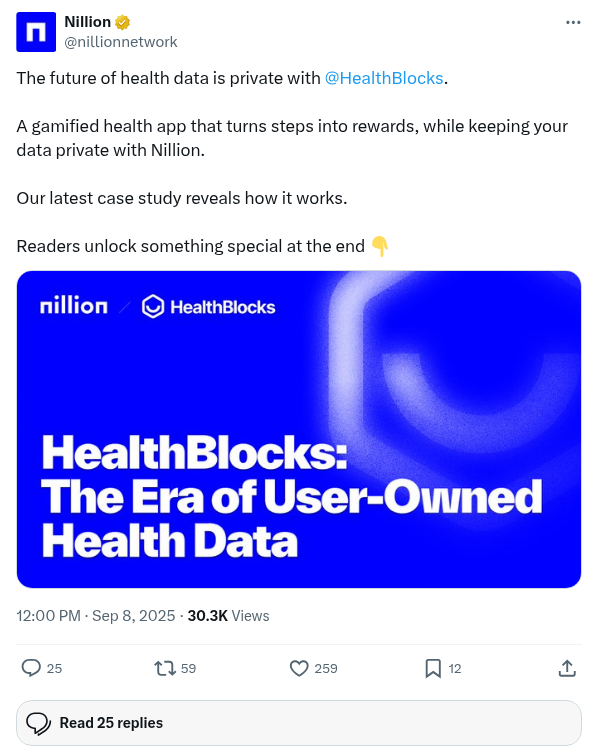 Nillion
@nillionnetwork
The future of health data is private with @HealthBlocks.
A gamified health app that turns steps into rewards, while keeping your
data private with Nillion.
Our latest case study reveals how it works.
Readers unlock something special at the end 👇
nillion / HealthBlocks
HealthBlocks:
The Era of User-Owned
Health Data
12:00 PM · Sep 8, 2025 · 30.3K Views
25 59 259 12
Read 25 replies